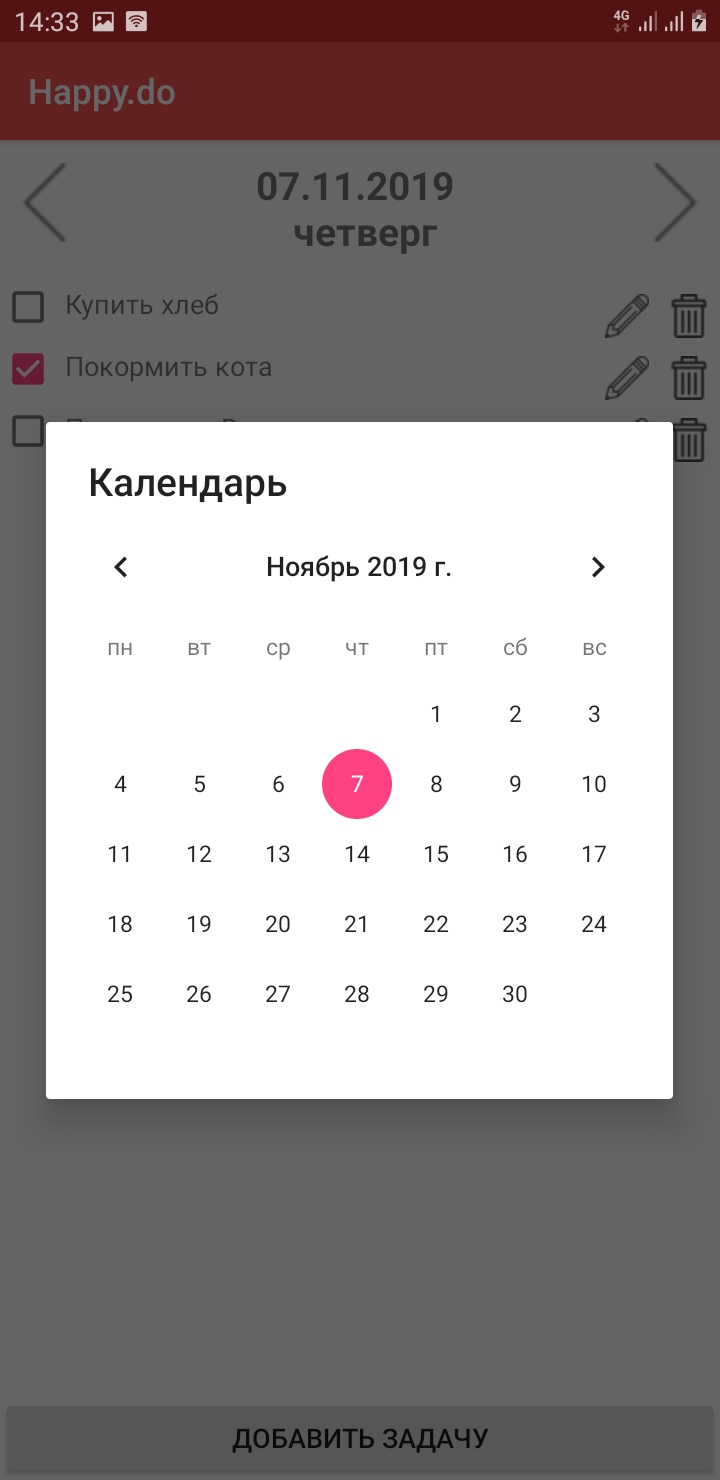 14:33 4G
Happy.do
07.11.2019
четверг
Купить хлеб
Покормить кота
Календарь
Ноябрь 2019 г.
пн вт ср чт пт сб вс
1 2 3
4 5 6 7 8 9 10
11 12 13 14 15 16 17
18 19 20 21 22 23 24
25 26 27 28 29 30
ДОБАВИТЬ ЗАДАЧУ